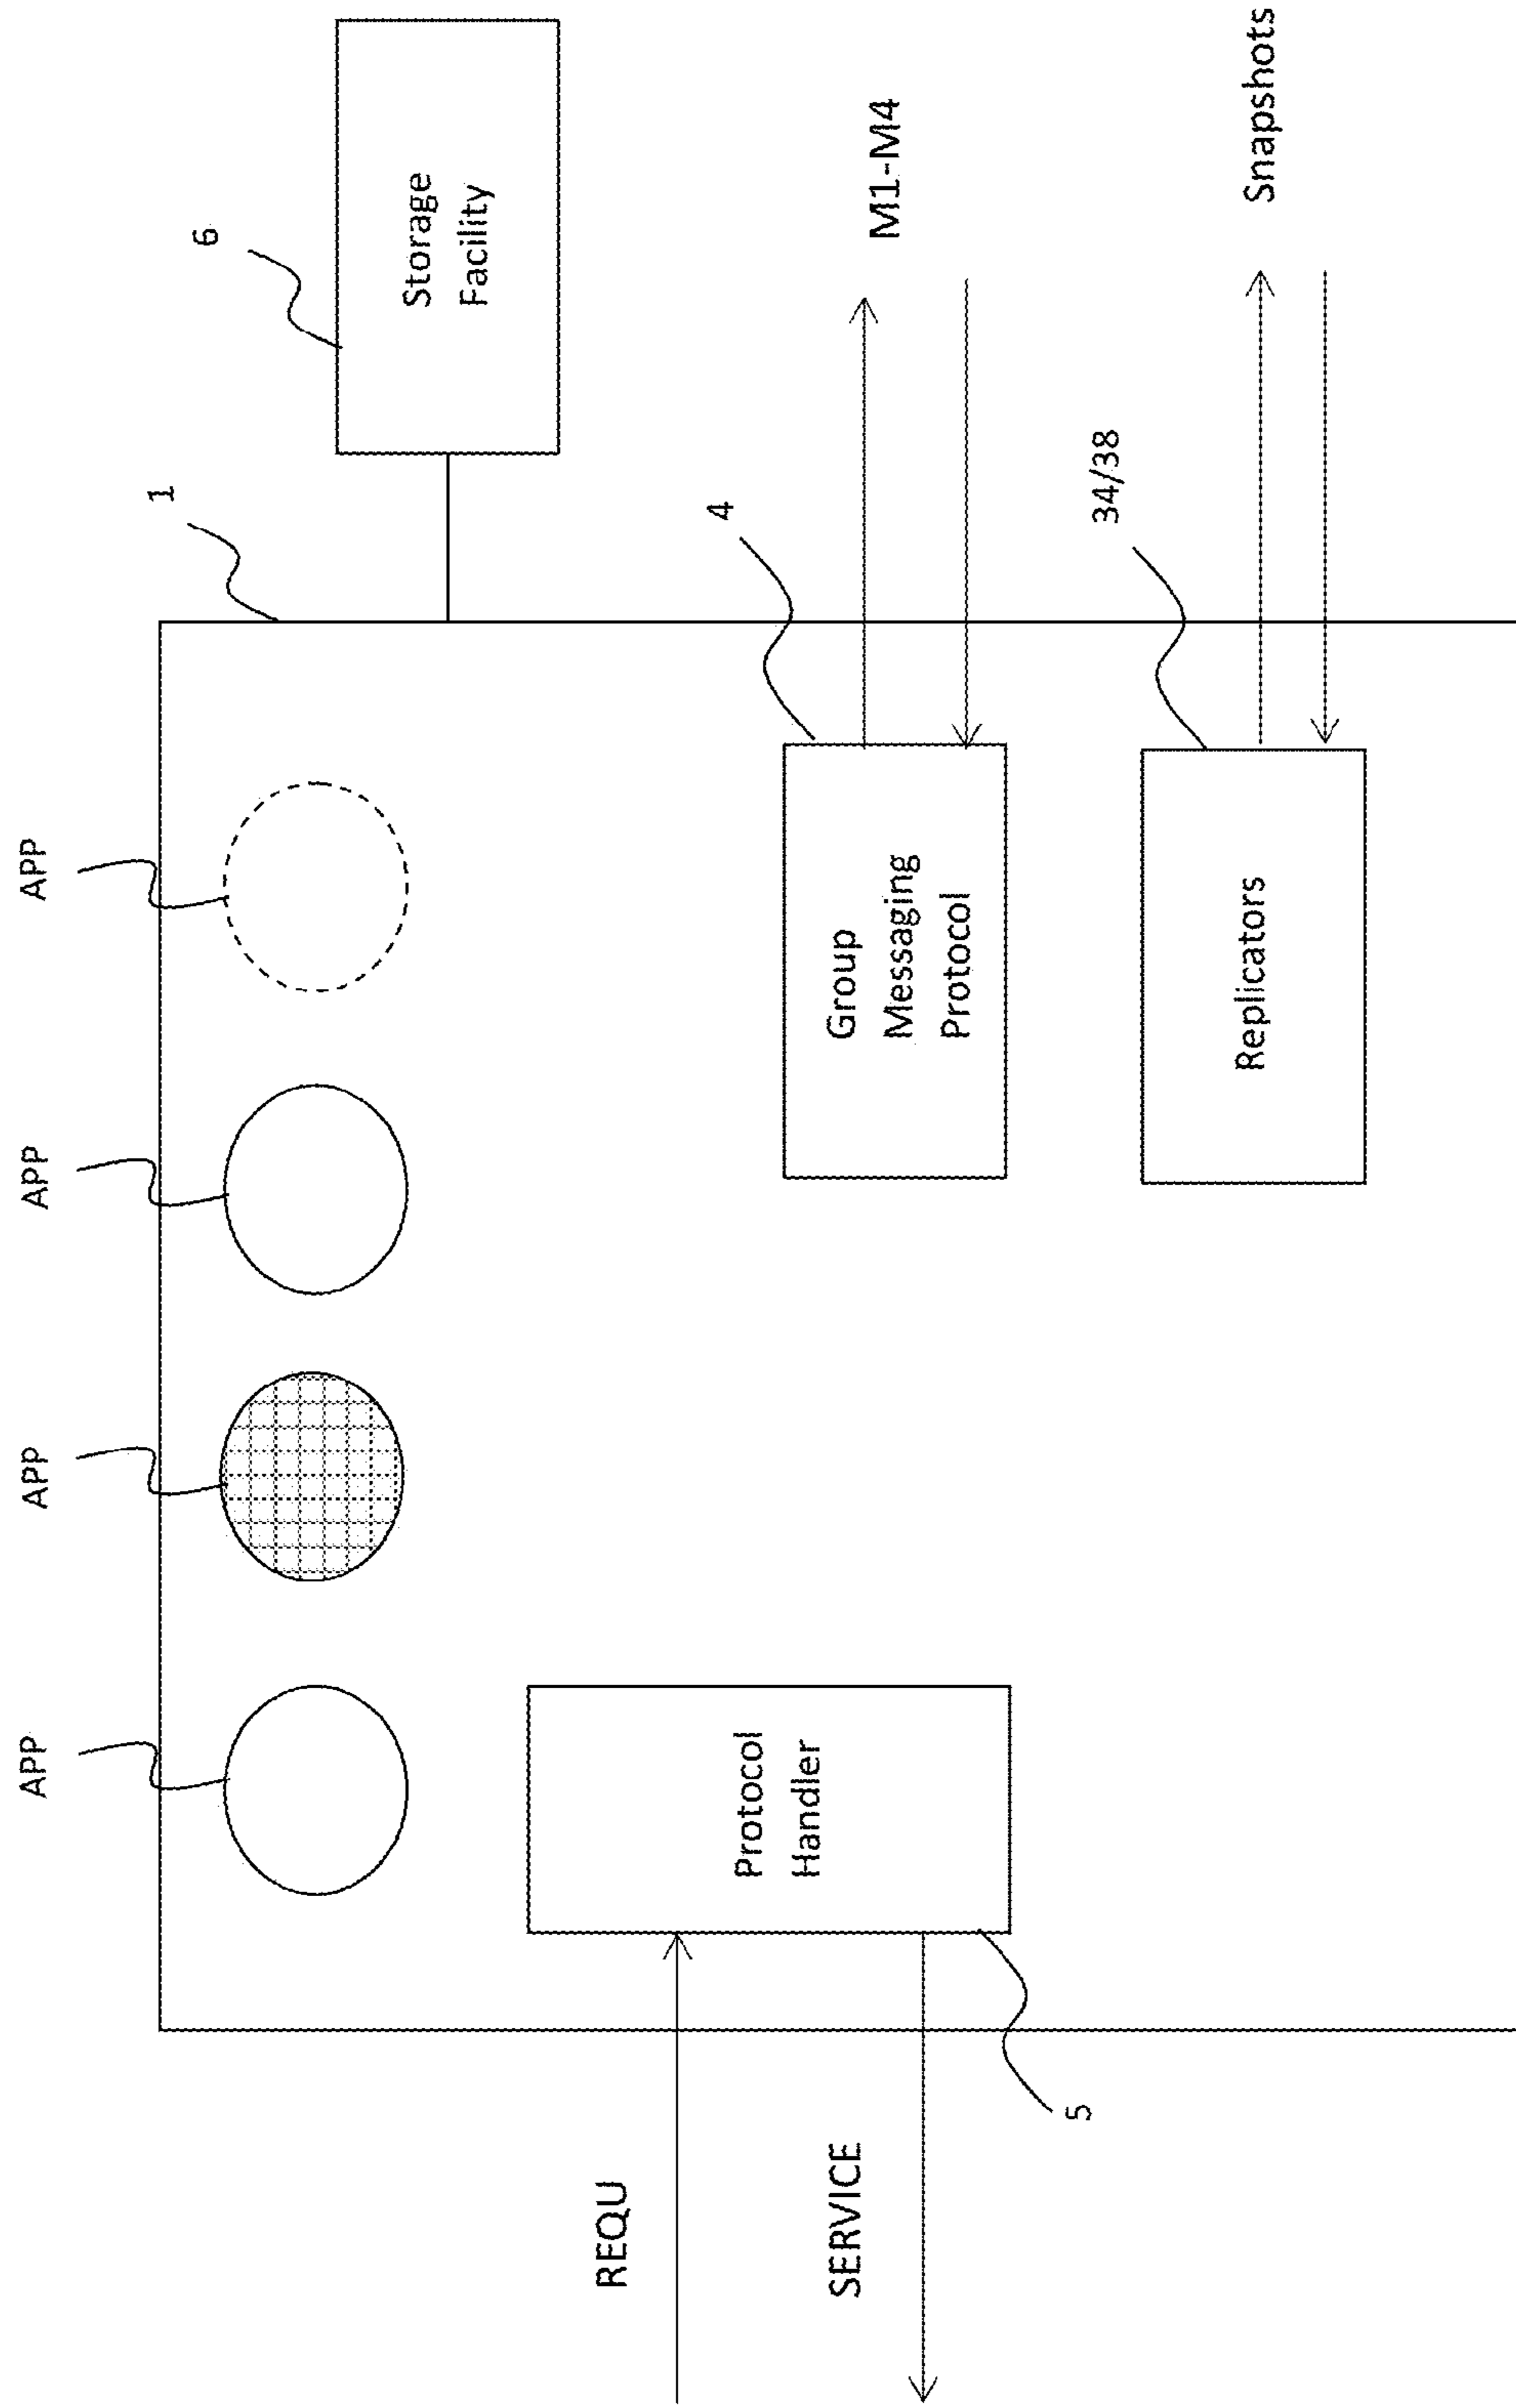 APP
APP
APP
APP
1
6
Storage
Facility
REQU
Protocol
Handler
SERVICE
5
4
Group
Messaging
Protocol
M1-M4
34/38
Replicators
Snapshots